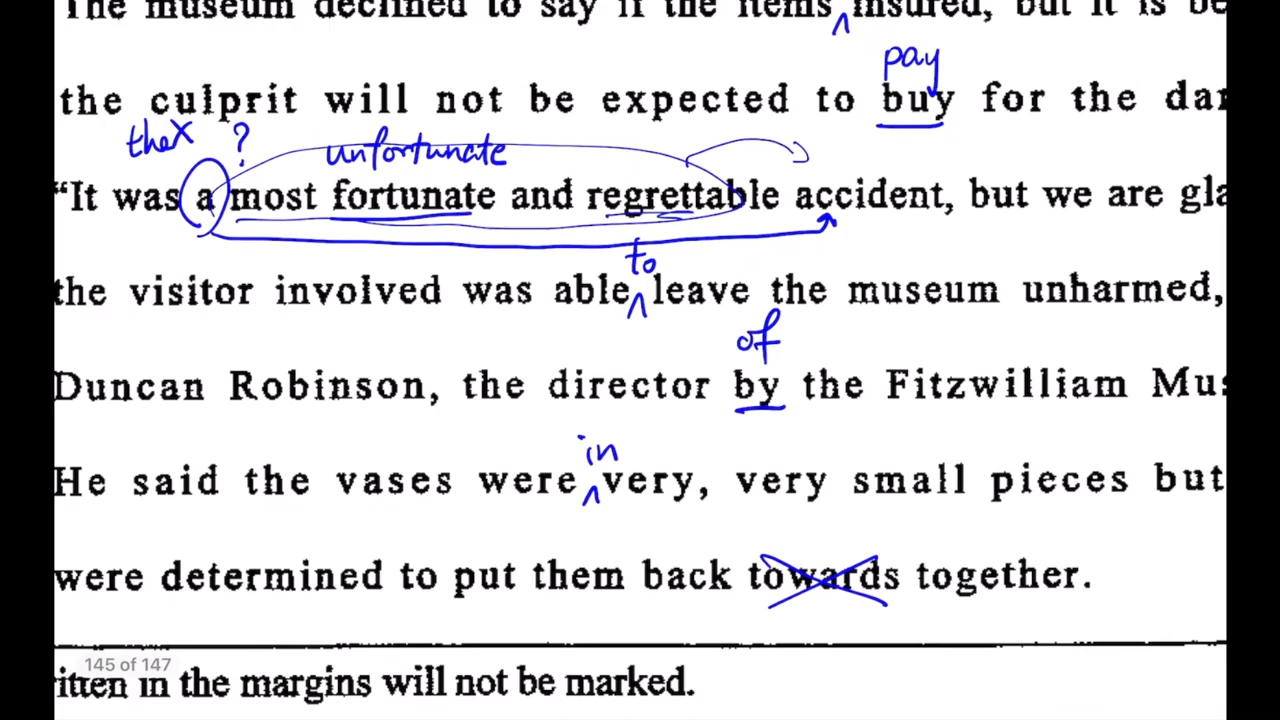 The museum declined to say if the items insured, but it is be
pay
the culprit will not be expected to buy for the dar
the X ? unfortunate
“It was a most fortunate and regrettable accident, but we are gla
to
the visitor involved was able leave the museum unharmed,
of
Duncan Robinson, the director by the Fitzwilliam Mus
in
He said the vases were very, very small pieces but
were determined to put them back towards together.
145 of 147
itten in the margins will not be marked.